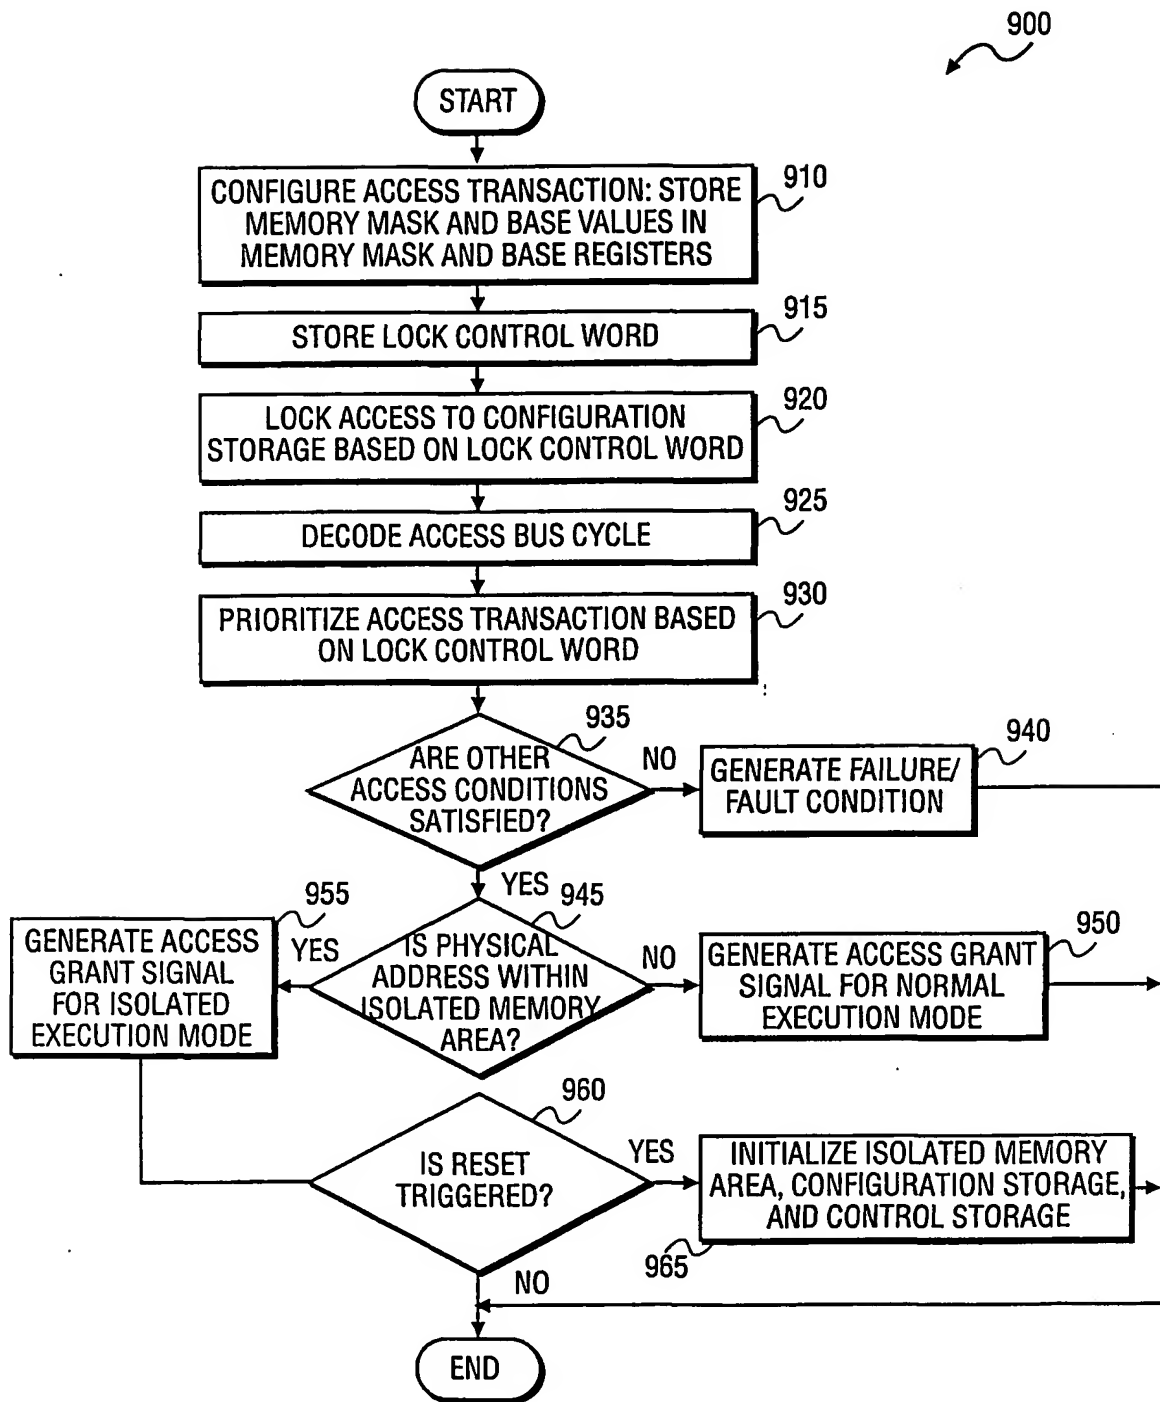 900
START
CONFIGURE ACCESS TRANSACTION: STORE
MEMORY MASK AND BASE VALUES IN
MEMORY MASK AND BASE REGISTERS
910
STORE LOCK CONTROL WORD
915
LOCK ACCESS TO CONFIGURATION
STORAGE BASED ON LOCK CONTROL WORD
920
DECODE ACCESS BUS CYCLE
925
PRIORITIZE ACCESS TRANSACTION BASED
ON LOCK CONTROL WORD
930
ARE OTHER
ACCESS CONDITIONS
SATISFIED?
935
NO
GENERATE FAILURE/
FAULT CONDITION
940
YES
IS PHYSICAL
ADDRESS WITHIN
ISOLATED MEMORY
AREA?
945
YES
GENERATE ACCESS
GRANT SIGNAL
FOR ISOLATED
EXECUTION MODE
955
NO
GENERATE ACCESS GRANT
SIGNAL FOR NORMAL
EXECUTION MODE
950
IS RESET
TRIGGERED?
960
YES
INITIALIZE ISOLATED MEMORY
AREA, CONFIGURATION STORAGE,
AND CONTROL STORAGE
965
NO
END